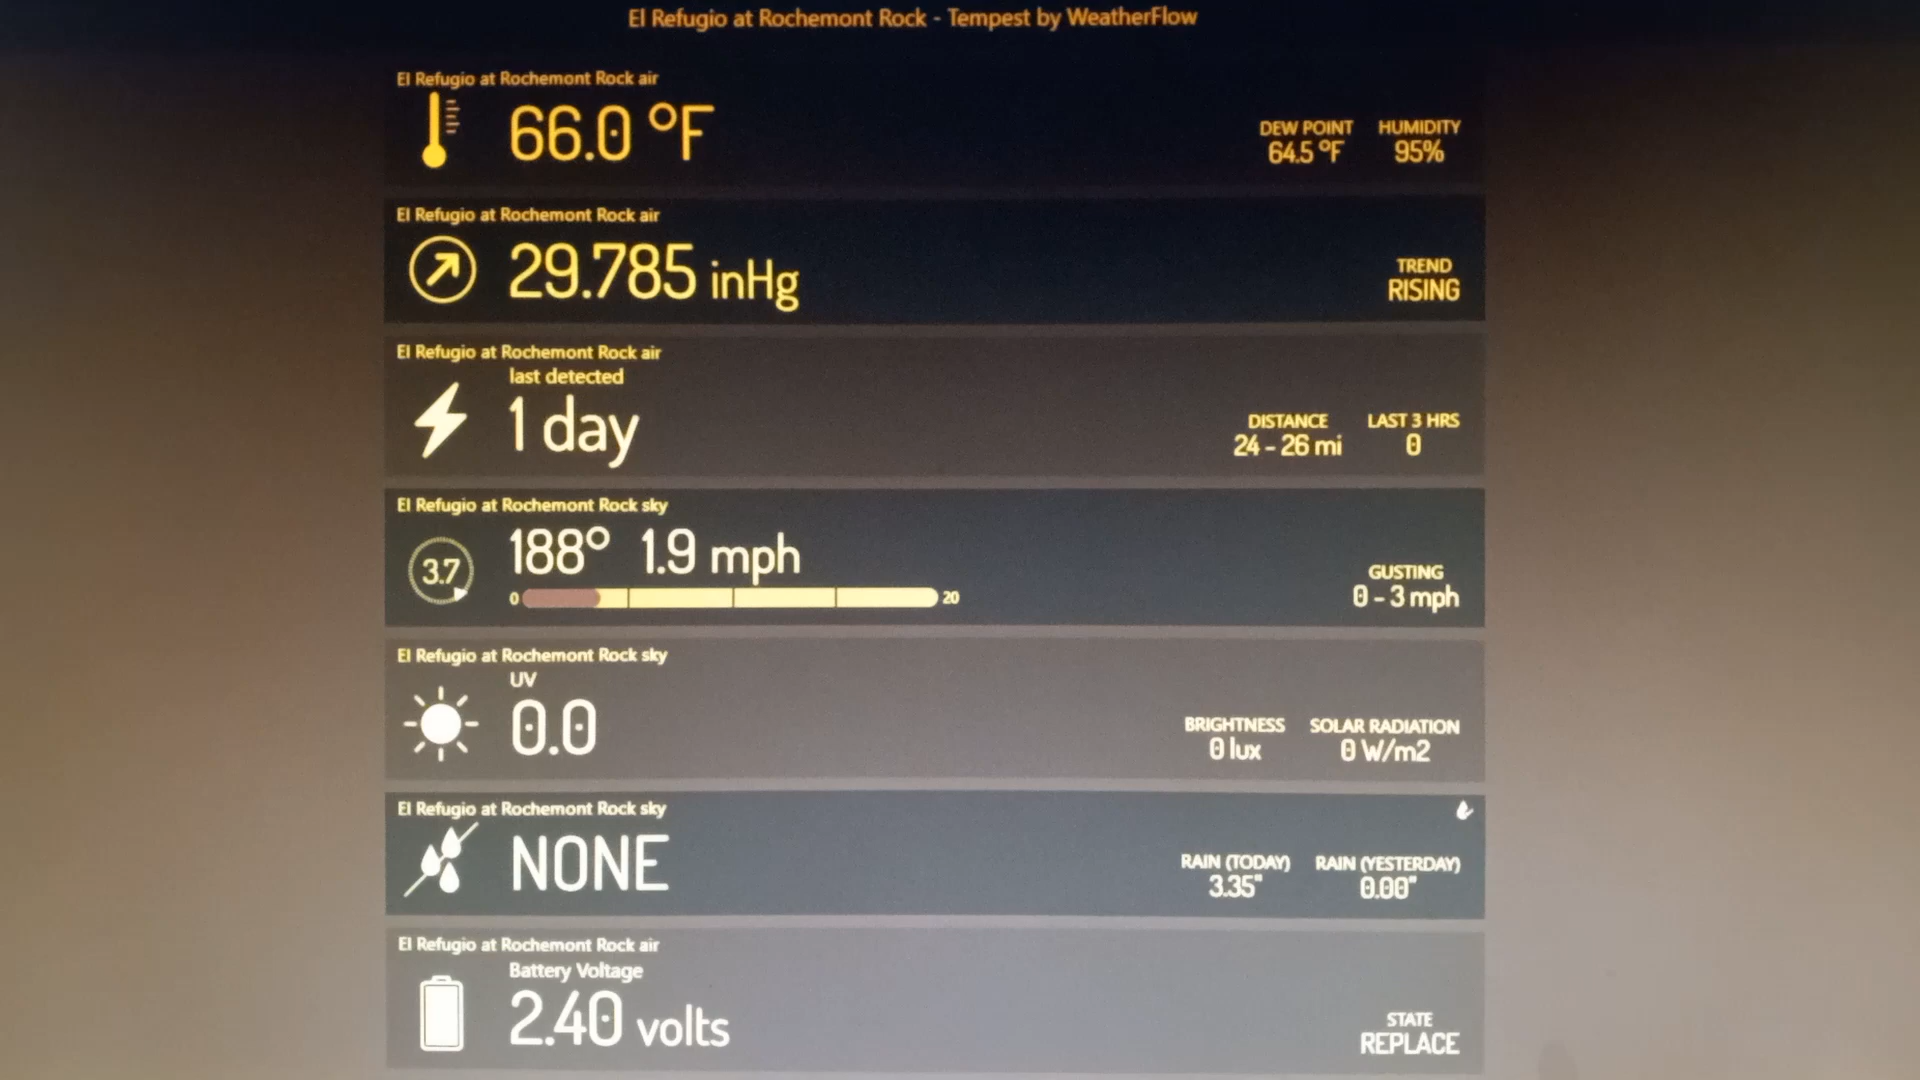 El Refugio at Rochemont Rock - Tempest by WeatherFlow
El Refugio at Rochemont Rock air
66.0 °F
DEW POINT HUMIDITY
64.5 °F 95%
El Refugio at Rochemont Rock air
29.785 inHg
TREND
RISING
El Refugio at Rochemont Rock air
last detected
1 day
DISTANCE LAST 3 HRS
24 - 26 mi 0
El Refugio at Rochemont Rock sky
3.7
188° 1.9 mph
0 20
GUSTING
0 - 3 mph
El Refugio at Rochemont Rock sky
UV
0.0
BRIGHTNESS SOLAR RADIATION
0 lux 0 W/m2
El Refugio at Rochemont Rock sky
NONE
RAIN (TODAY) RAIN (YESTERDAY)
3.35" 0.00"
El Refugio at Rochemont Rock air
Battery Voltage
2.40 volts
STATE
REPLACE